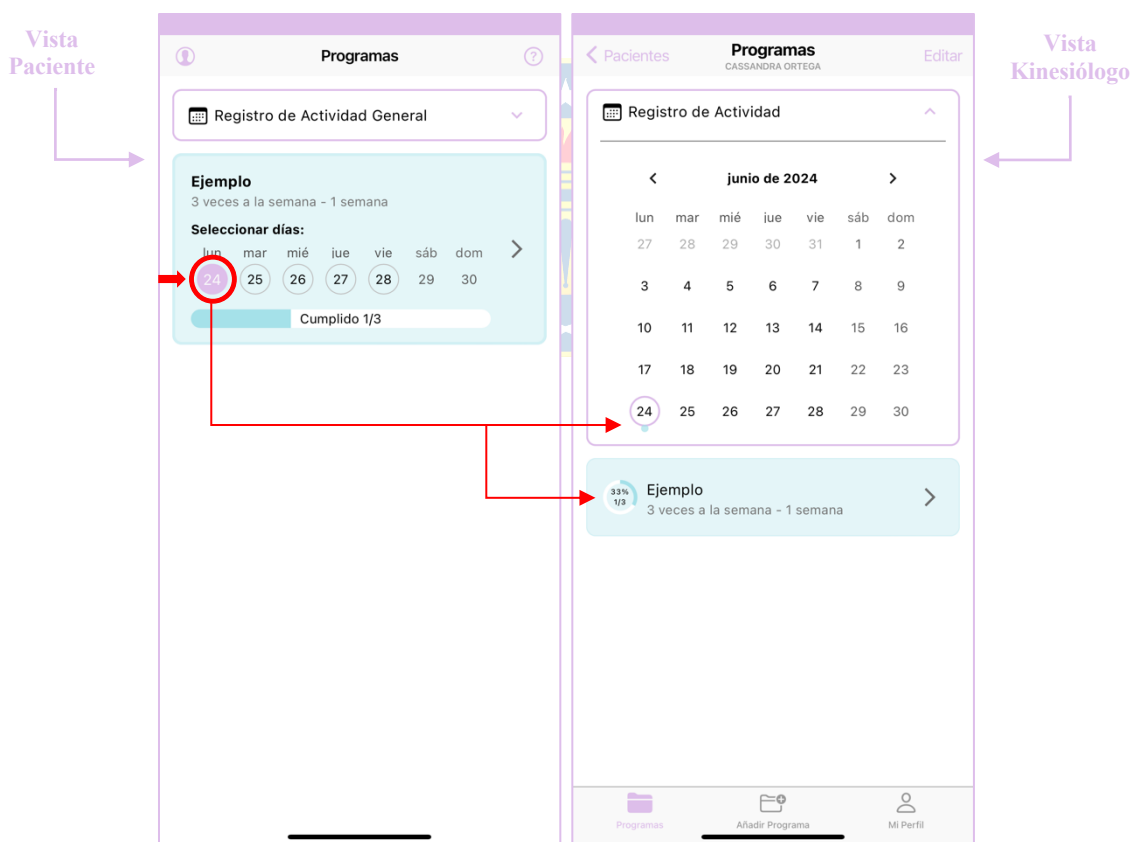 Vista
Paciente
Programas
Registro de Actividad General
Ejemplo
3 veces a la semana - 1 semana
Seleccionar días:
lun mar mié jue vie sáb dom
24 25 26 27 28 29 30
Cumplido 1/3
Pacientes
Programas
CASSANDRA ORTEGA
Editar
Registro de Actividad
junio de 2024
lun mar mié jue vie sáb dom
27 28 29 30 31 1 2
3 4 5 6 7 8 9
10 11 12 13 14 15 16
17 18 19 20 21 22 23
24 25 26 27 28 29 30
33%
1/3
Ejemplo
3 veces a la semana - 1 semana
Programas
Añadir Programa
Mi Perfil
Vista
Kinesiólogo